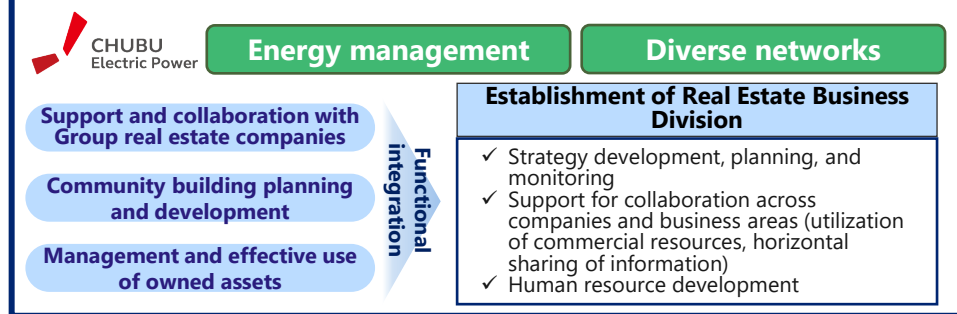 CHUBU
Electric Power
Energy management
Diverse networks
Support and collaboration with
Group real estate companies
Community building planning
and development
Management and effective use
of owned assets
Functional
integration
Establishment of Real Estate Business
Division
✓ Strategy development, planning, and
monitoring
✓ Support for collaboration across
companies and business areas (utilization
of commercial resources, horizontal
sharing of information)
✓ Human resource development